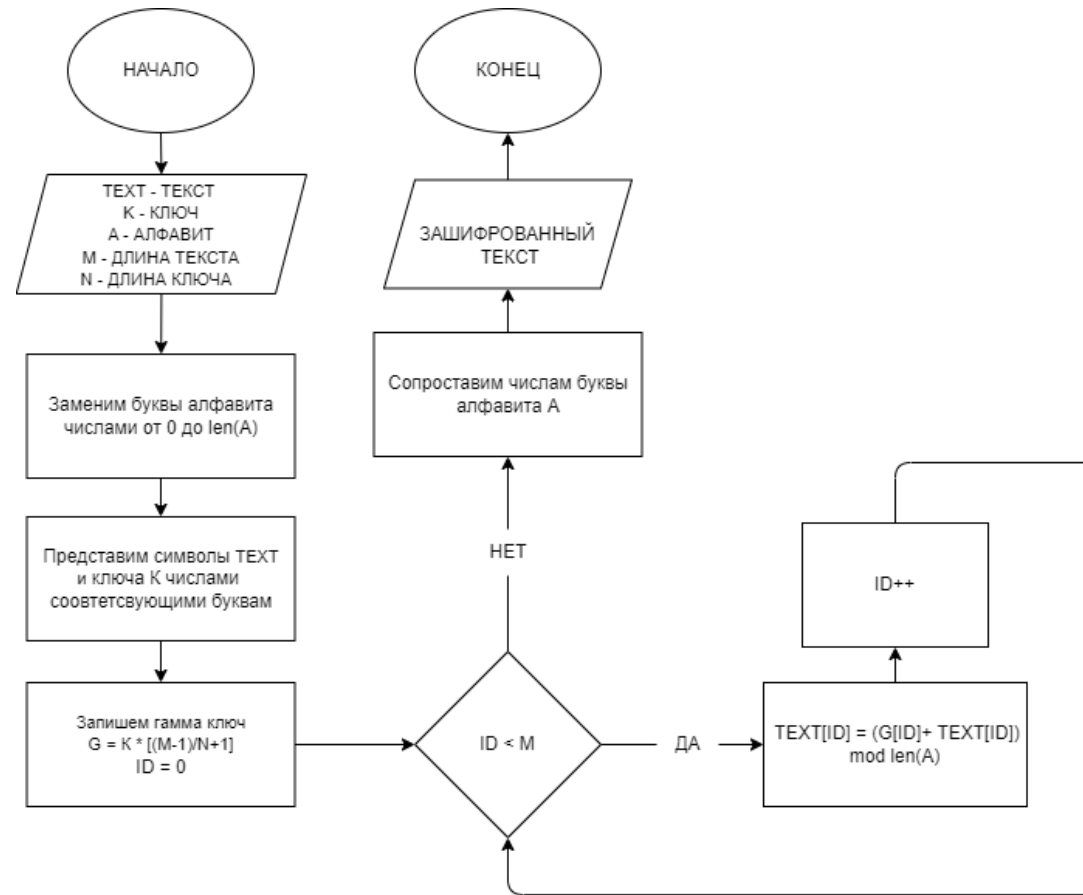 НАЧАЛО
TEXT - ТЕКСТ
К - КЛЮЧ
А - АЛФАВИТ
М - ДЛИНА ТЕКСТА
N - ДЛИНА КЛЮЧА
Заменим буквы алфавита
числами от 0 до len(A)
Представим символы TEXT
и ключа К числами
соовтетсвующими буквам
Запишем гамма ключ
G = K * [(M-1)/N+1]
ID = 0
ID < M
ДА
TEXT[ID] = (G[ID]+ TEXT[ID])
mod len(A)
ID++
НЕТ
Сопроставим числам буквы
алфавита А
ЗАШИФРОВАННЫЙ
ТЕКСТ
КОНЕЦ